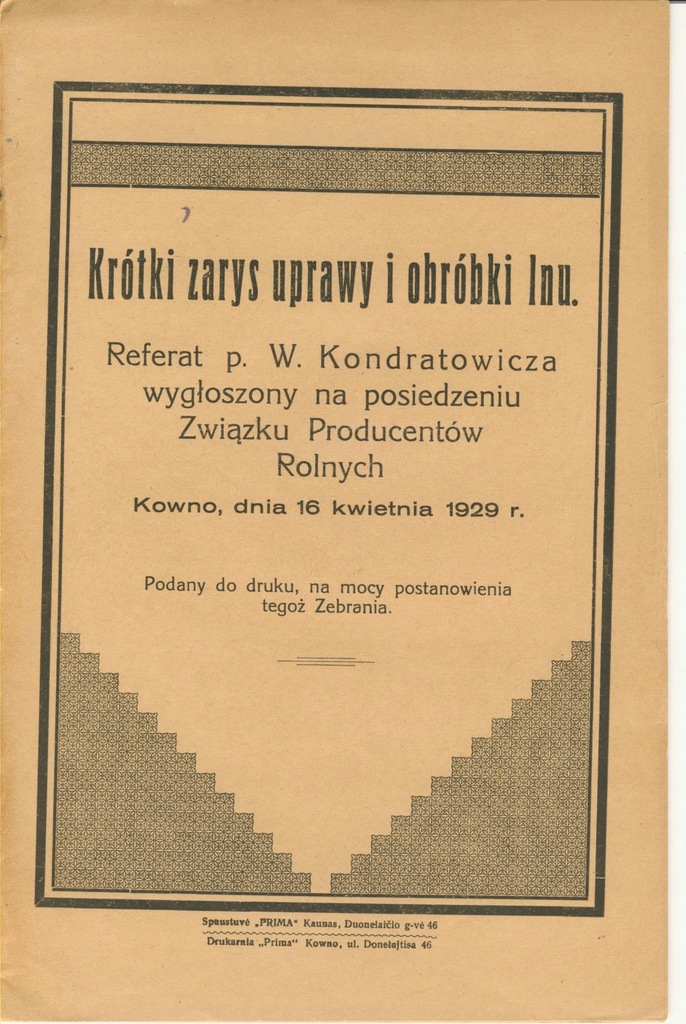 Krótki zarys uprawy i obróbki lnu.
Referat p. W. Kondratowicza
wygłoszony na posiedzeniu
Związku Producentów
Rolnych
Kowno, dnia 16 kwietnia 1929 r.
Podany do druku, na mocy postanowienia
tegoż Zebrania.
Spaustuvė „PRIMA“ Kaunas, Duonelaičio g-vė 46
Drukarnia „Prima“ Kowno, ul. Donełajtisa 46